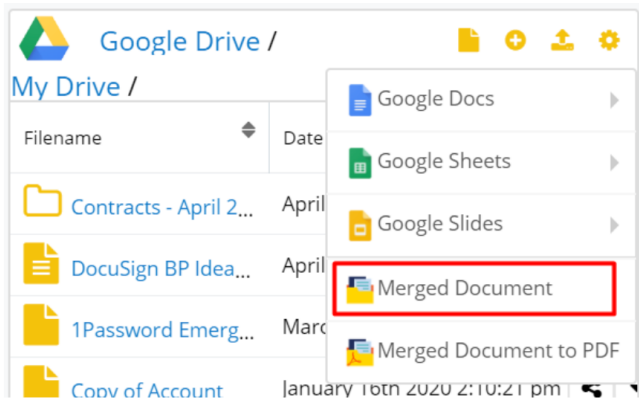 Google Drive /
My Drive /
Google Docs
Filename
Date
Google Sheets
Contracts - April 2...
April
Google Slides
DocuSign BP Idea...
April
Merged Document
1Password Emerg...
Marc
Merged Document to PDF
Copy of Account
January 16th 2020 2:10:21 pm